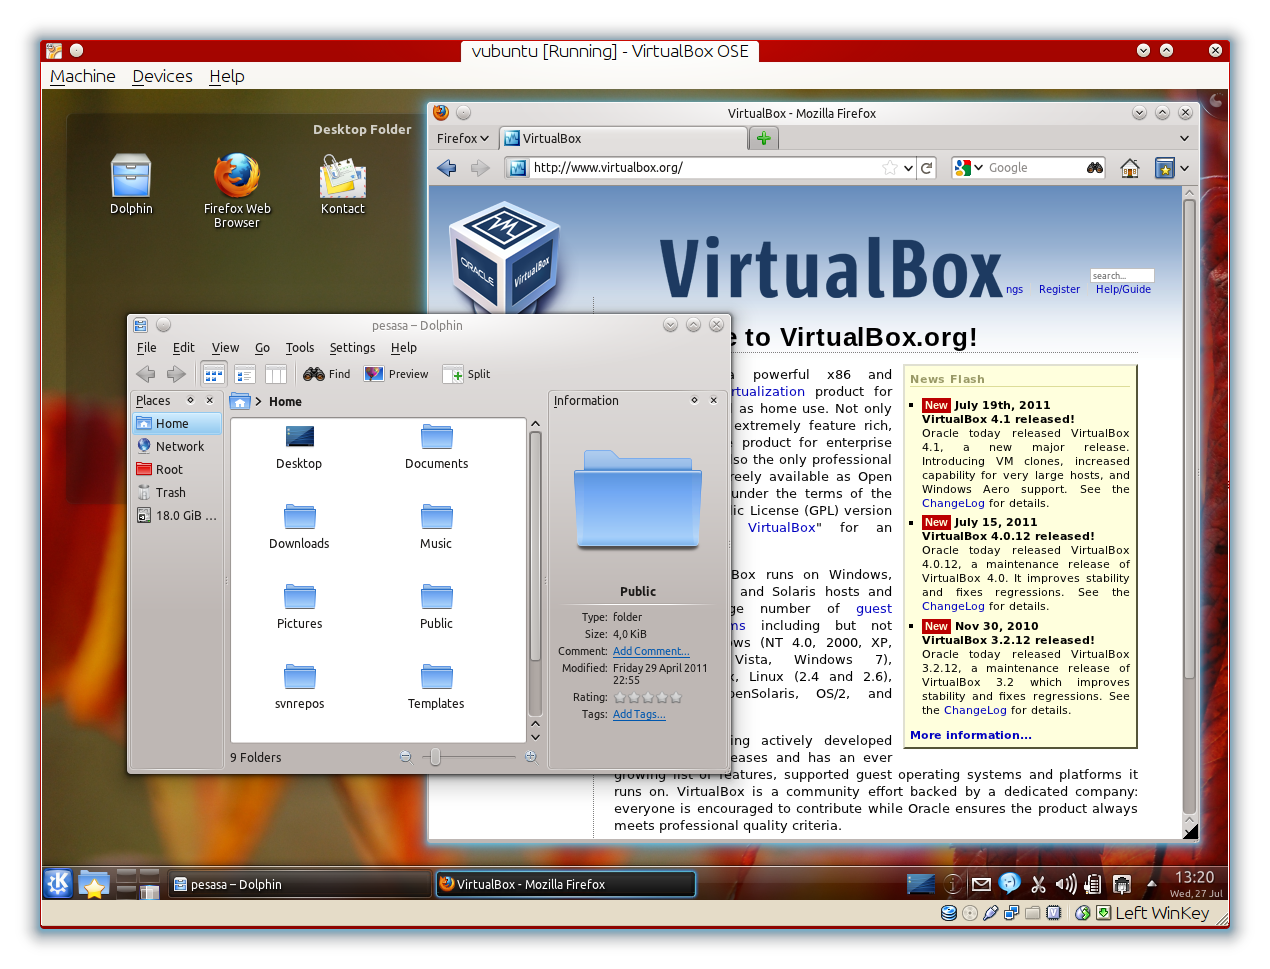 vubuntu [Running] - VirtualBox OSE
Machine Devices Help
Desktop Folder
Dolphin
Firefox Web
Browser
Kontact
VirtualBox - Mozilla Firefox
Firefox
VirtualBox
http://www.virtualbox.org/
Google
ORACLE
VirtualBox
VirtualBox
search...
ngs Register Help/Guide
e to VirtualBox.org!
a powerful x86 and
rtualization product for
d as home use. Not only
extremely feature rich,
e product for enterprise
lso the only professional
reely available as Open
under the terms of the
ic License (GPL) version
VirtualBox" for an
Box runs on Windows,
and Solaris hosts and
ge number of guest
ms including but not
ows (NT 4.0, 2000, XP,
Vista, Windows 7),
x, Linux (2.4 and 2.6),
penSolaris, OS/2, and
ing actively developed
eases and has an ever
growing list of features, supported guest operating systems and platforms it
runs on. VirtualBox is a community effort backed by a dedicated company:
everyone is encouraged to contribute while Oracle ensures the product always
meets professional quality criteria.
News Flash
New July 19th, 2011
VirtualBox 4.1 released!
Oracle today released VirtualBox
4.1, a new major release.
Introducing VM clones, increased
capability for very large hosts, and
Windows Aero support. See the
ChangeLog for details.
New July 15, 2011
VirtualBox 4.0.12 released!
Oracle today released VirtualBox
4.0.12, a maintenance release of
VirtualBox 4.0. It improves stability
and fixes regressions. See the
ChangeLog for details.
New Nov 30, 2010
VirtualBox 3.2.12 released!
Oracle today released VirtualBox
3.2.12, a maintenance release of
VirtualBox 3.2 which improves
stability and fixes regressions. See
the ChangeLog for details.
More information...
pesasa – Dolphin
File Edit View Go Tools Settings Help
Find Preview Split
Places
Home
Network
Root
Trash
18.0 GiB ...
Home
Desktop
Documents
Downloads
Music
Pictures
Public
svnrepos
Templates
9 Folders
Information
Public
Type: folder
Size: 4,0 KiB
Comment: Add Comment...
Modified: Friday 29 April 2011
22:55
Rating:
Tags: Add Tags...
pesasa – Dolphin
VirtualBox - Mozilla Firefox
13:20
Wed, 27 Jul
Left WinKey